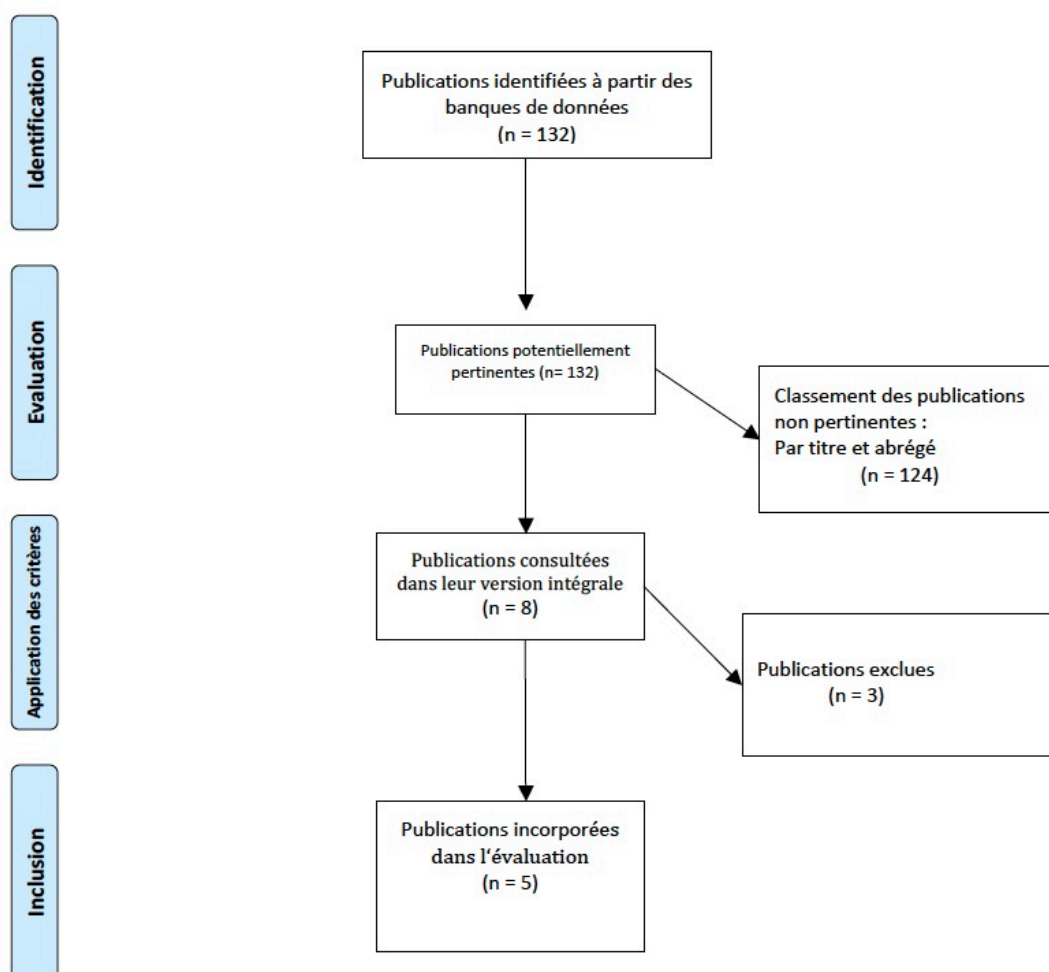 Identification
Publications identifiées à partir des
banques de données
(n = 132)
Evaluation
Publications potentiellement
pertinentes (n= 132)
Classement des publications
non pertinentes :
Par titre et abrégé
(n = 124)
Application des critères
Publications consultées
dans leur version intégrale
(n = 8)
Publications exclues
(n = 3)
Inclusion
Publications incorporées
dans l‘évaluation
(n = 5)